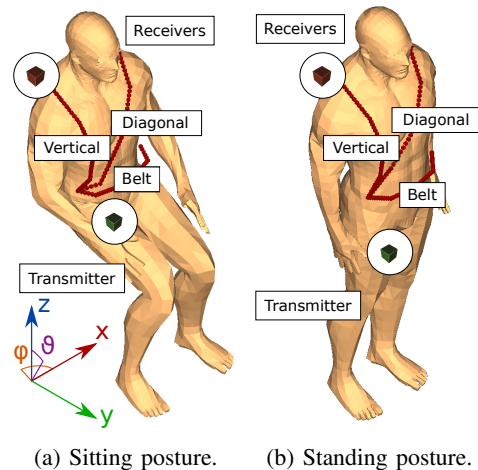 Receivers
Vertical
Diagonal
Belt
Transmitter
z
x
φ
ϑ
y
(a) Sitting posture.
Receivers
Vertical
Diagonal
Belt
Transmitter
(b) Standing posture.